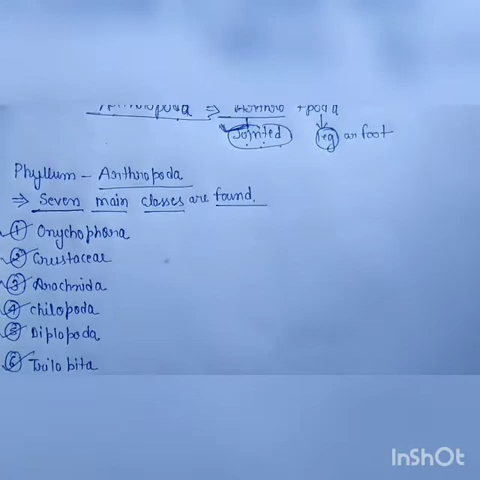 Arthropoda ⇒ Arthro + poda
Jointed leg or foot
Phyllum - Arthropoda
⇒ Seven main classes are found.
① Onychophora
② Crustaceae
③ Arachnida
④ chilopoda
⑤ Diplopoda
⑥ Trilobita
InShOt